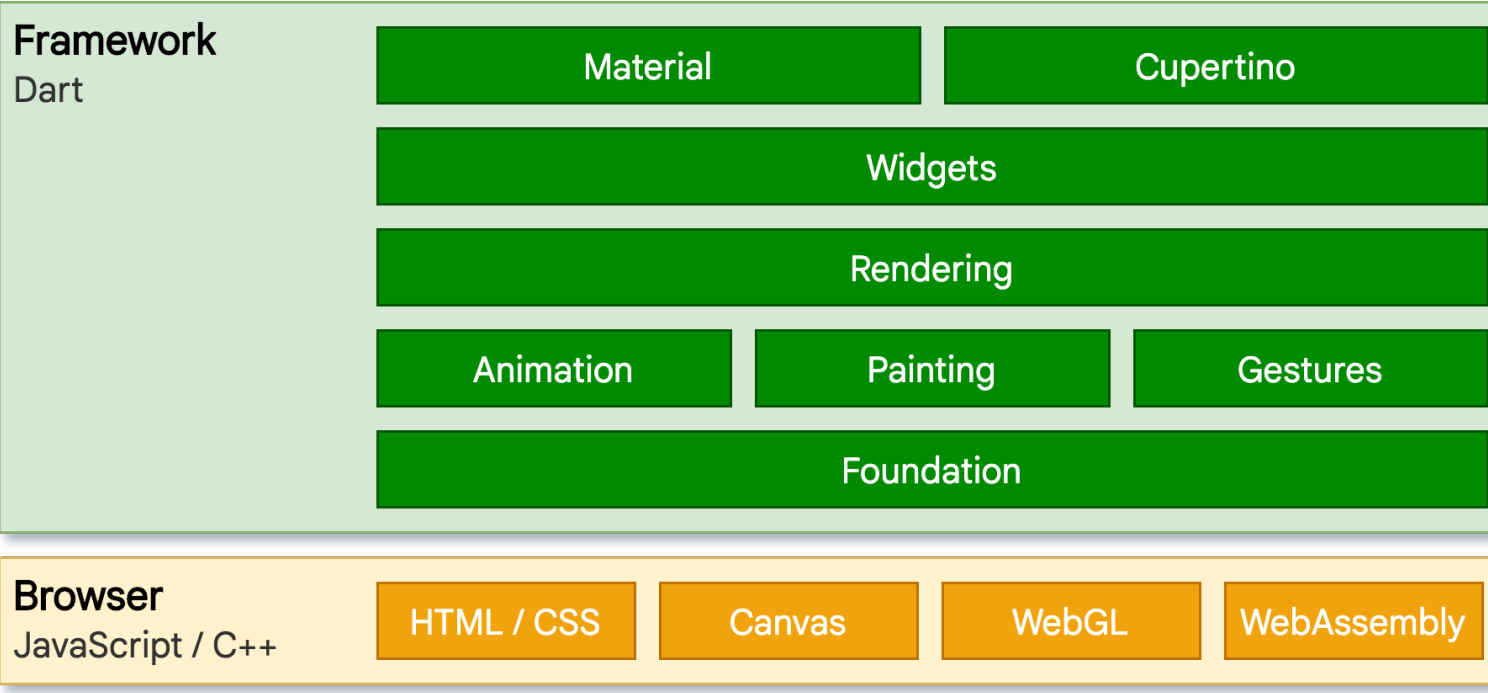 Framework
Dart
Material
Cupertino
Widgets
Rendering
Animation
Painting
Gestures
Foundation
Browser
JavaScript / C++
HTML / CSS
Canvas
WebGL
WebAssembly